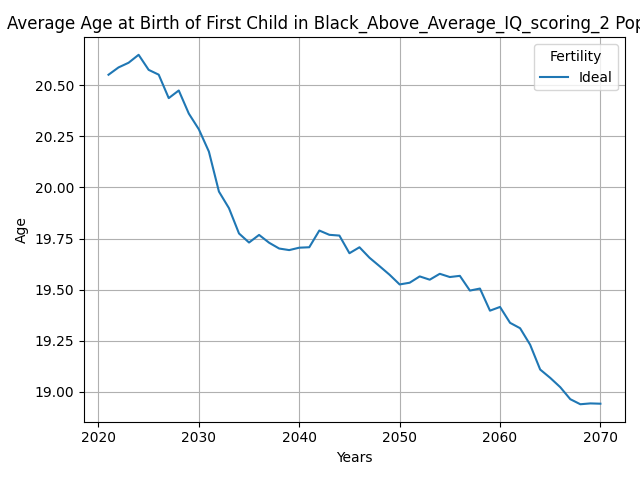 Average Age at Birth of First Child in Black_Above_Average_IQ_scoring_2 Pop
Fertility
Ideal
20.50
20.25
20.00
19.75
19.50
19.25
19.00
Age
2020 2030 2040 2050 2060 2070
Years